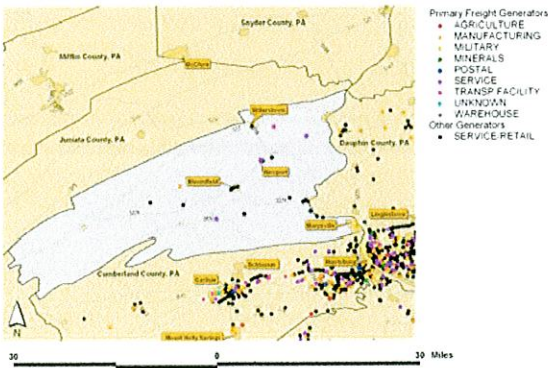 Snyder County, PA
Mifflin County, PA
McClure
Millerstown
Juniata County, PA
Dauphin County, PA
Newport
Bloomfield
Linglestown
Marysville
Cumberland County, PA
Schlusser
Harrisburg
Carlisle
N
Mount Holly Springs
30 0 30 Miles
Primary Freight Generators
AGRICULTURE
MANUFACTURING
MILITARY
MINERALS
POSTAL
SERVICE
TRANSP FACILITY
UNKNOWN
WAREHOUSE
Other Generators
SERVICE/RETAIL